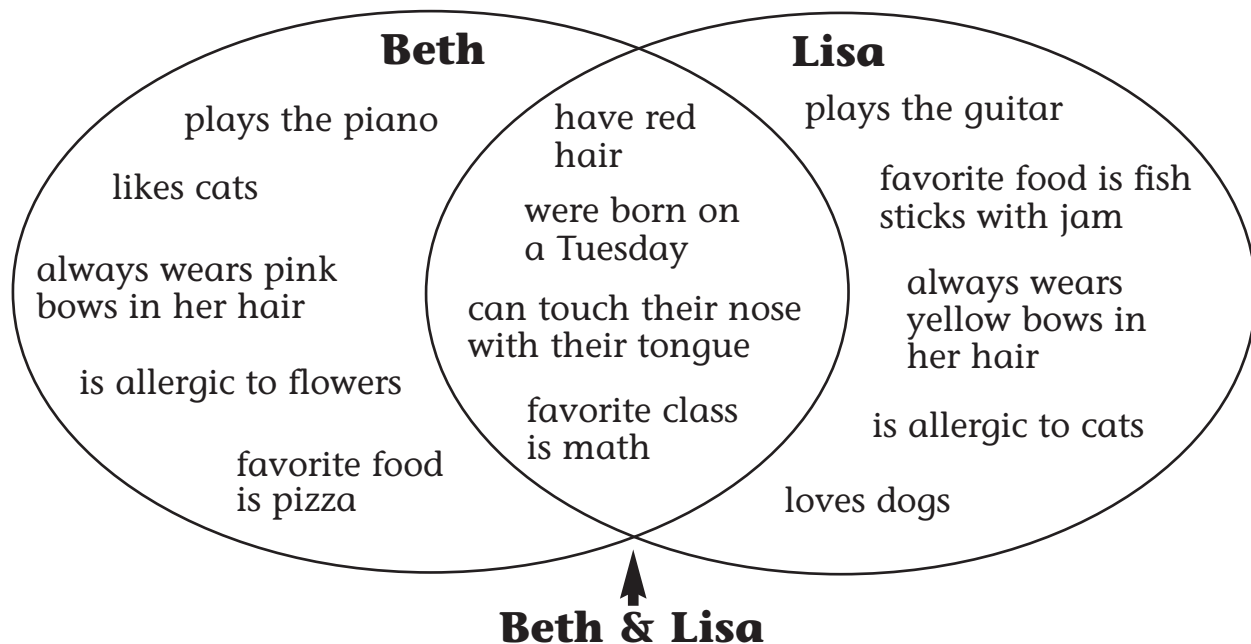 Beth
plays the piano
likes cats
always wears pink
bows in her hair
is allergic to flowers
favorite food
is pizza
have red
hair
were born on
a Tuesday
can touch their nose
with their tongue
favorite class
is math
Lisa
plays the guitar
favorite food is fish
sticks with jam
always wears
yellow bows in
her hair
is allergic to cats
loves dogs
Beth & Lisa